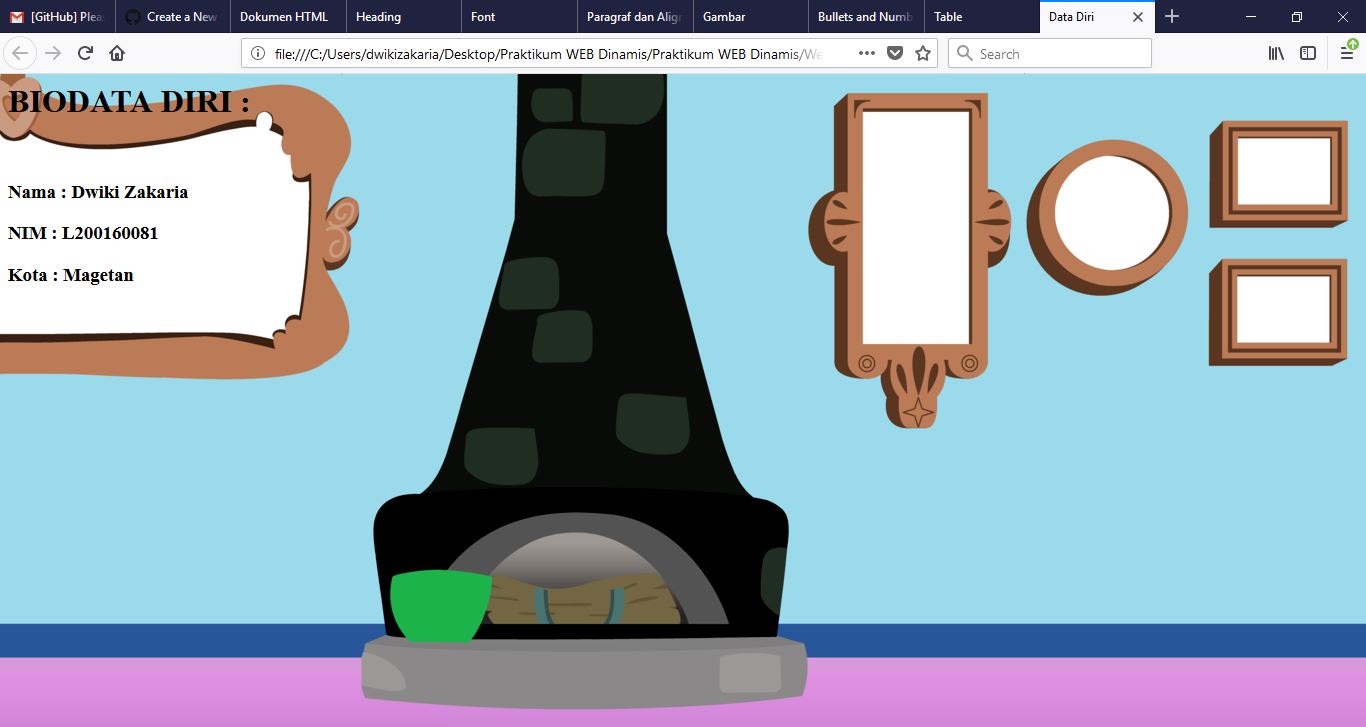 [GitHub] Plea
Create a New
Dokumen HTML
Heading
Font
Paragraf dan Align
Gambar
Bullets and Numb
Table
Data Diri
file:///C:/Users/dwikizakaria/Desktop/Praktikum WEB Dinamis/Praktikum WEB Dinamis/We
Search
BIODATA DIRI :
Nama : Dwiki Zakaria
NIM : L200160081
Kota : Magetan